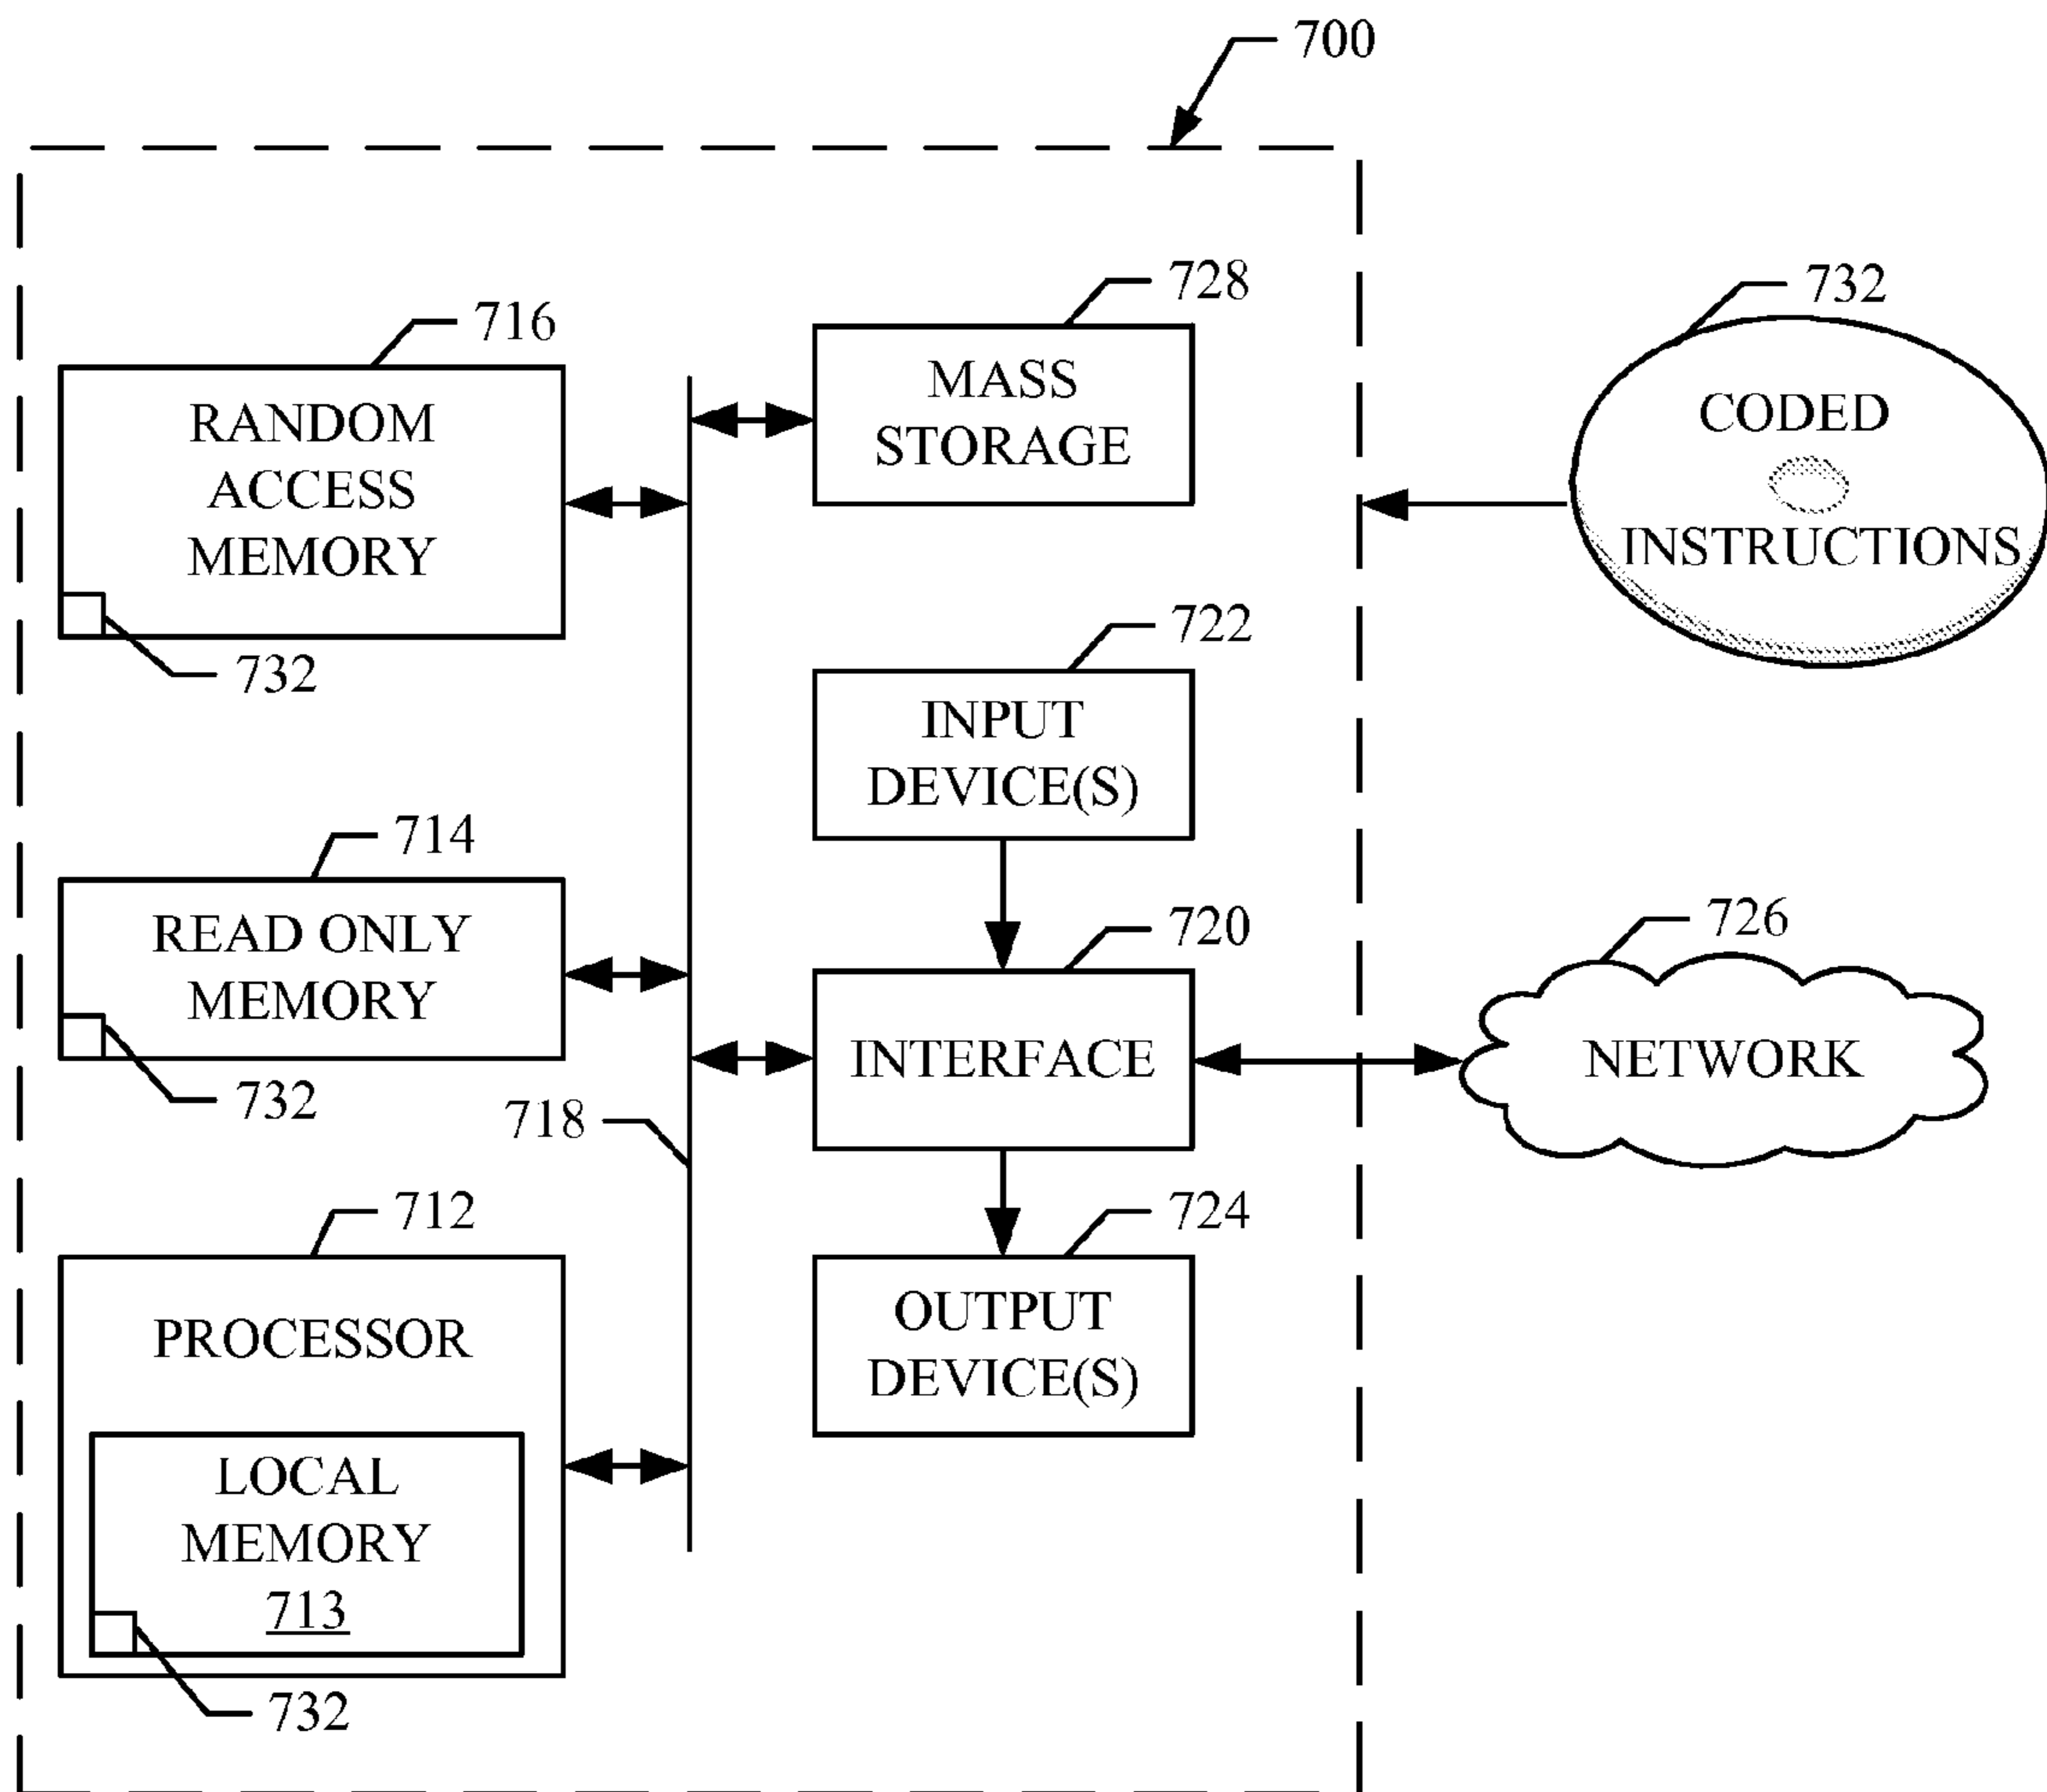 700
728
732
716
MASS
STORAGE
RANDOM
ACCESS
MEMORY
CODED
INSTRUCTIONS
732
722
INPUT
DEVICE(S)
714
READ ONLY
MEMORY
732
720
726
INTERFACE
NETWORK
718
712
724
PROCESSOR
OUTPUT
DEVICE(S)
LOCAL
MEMORY
713
732